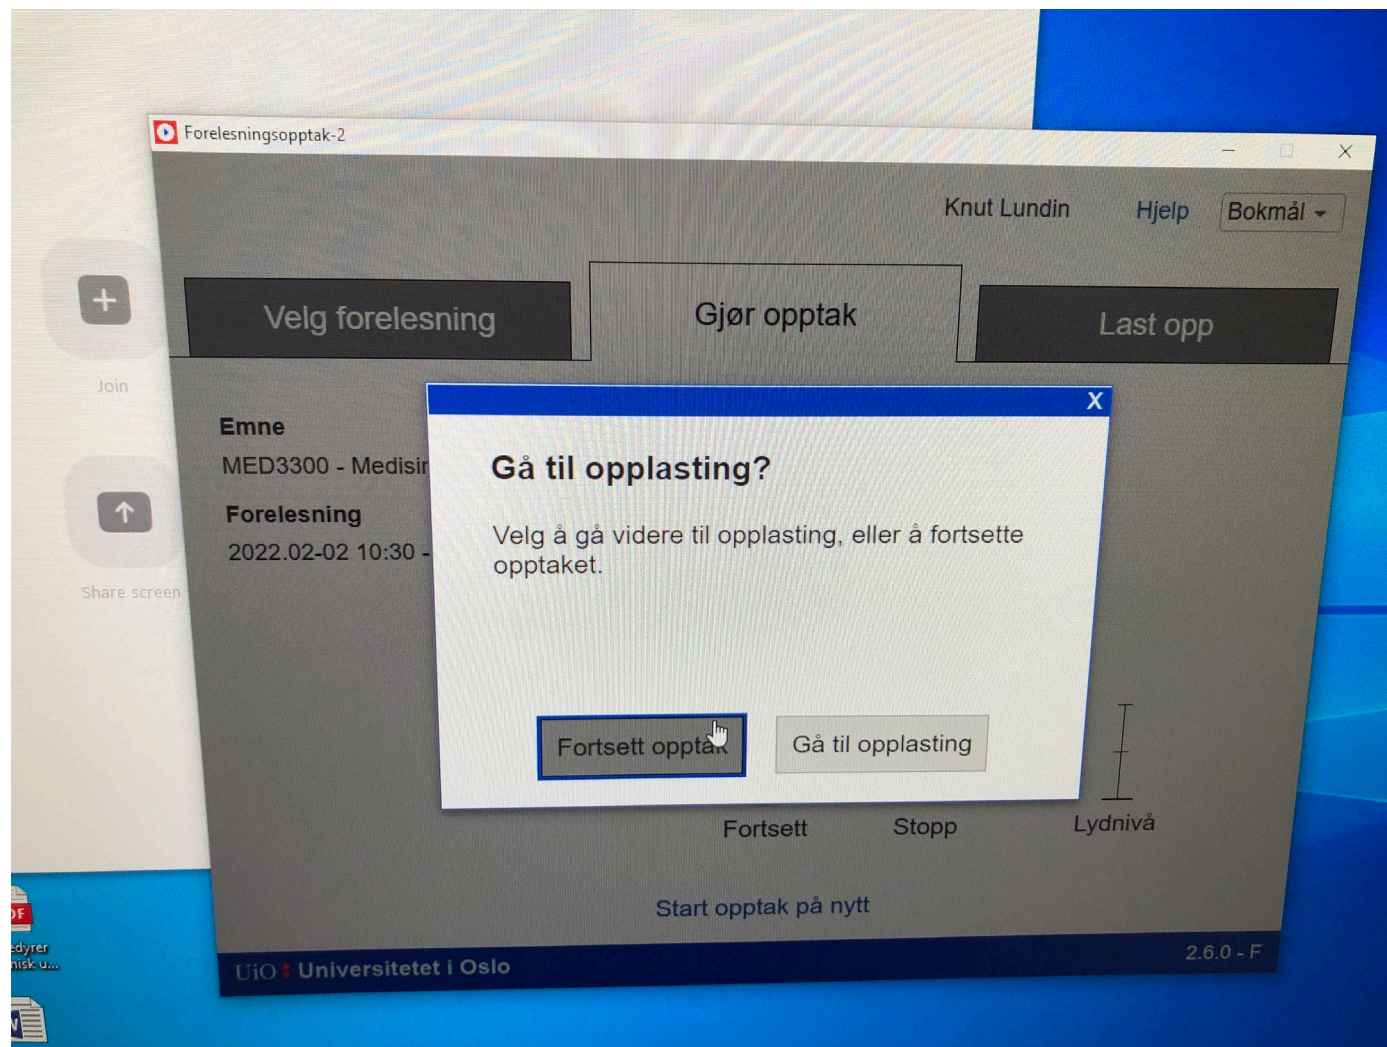 Forelesningsopptak-2
Knut Lundin Hjelp Bokmål
Velg forelesning Gjør opptak Last opp
Join
Share screen
Emne
MED3300 - Medisin
Forelesning
2022.02-02 10:30 -
X
Gå til opplasting?
Velg å gå videre til opplasting, eller å fortsette
opptaket.
Fortsett opptak Gå til opplasting
Fortsett Stopp Lydnivå
Start opptak på nytt
UiO Universitetet i Oslo 2.6.0 - F